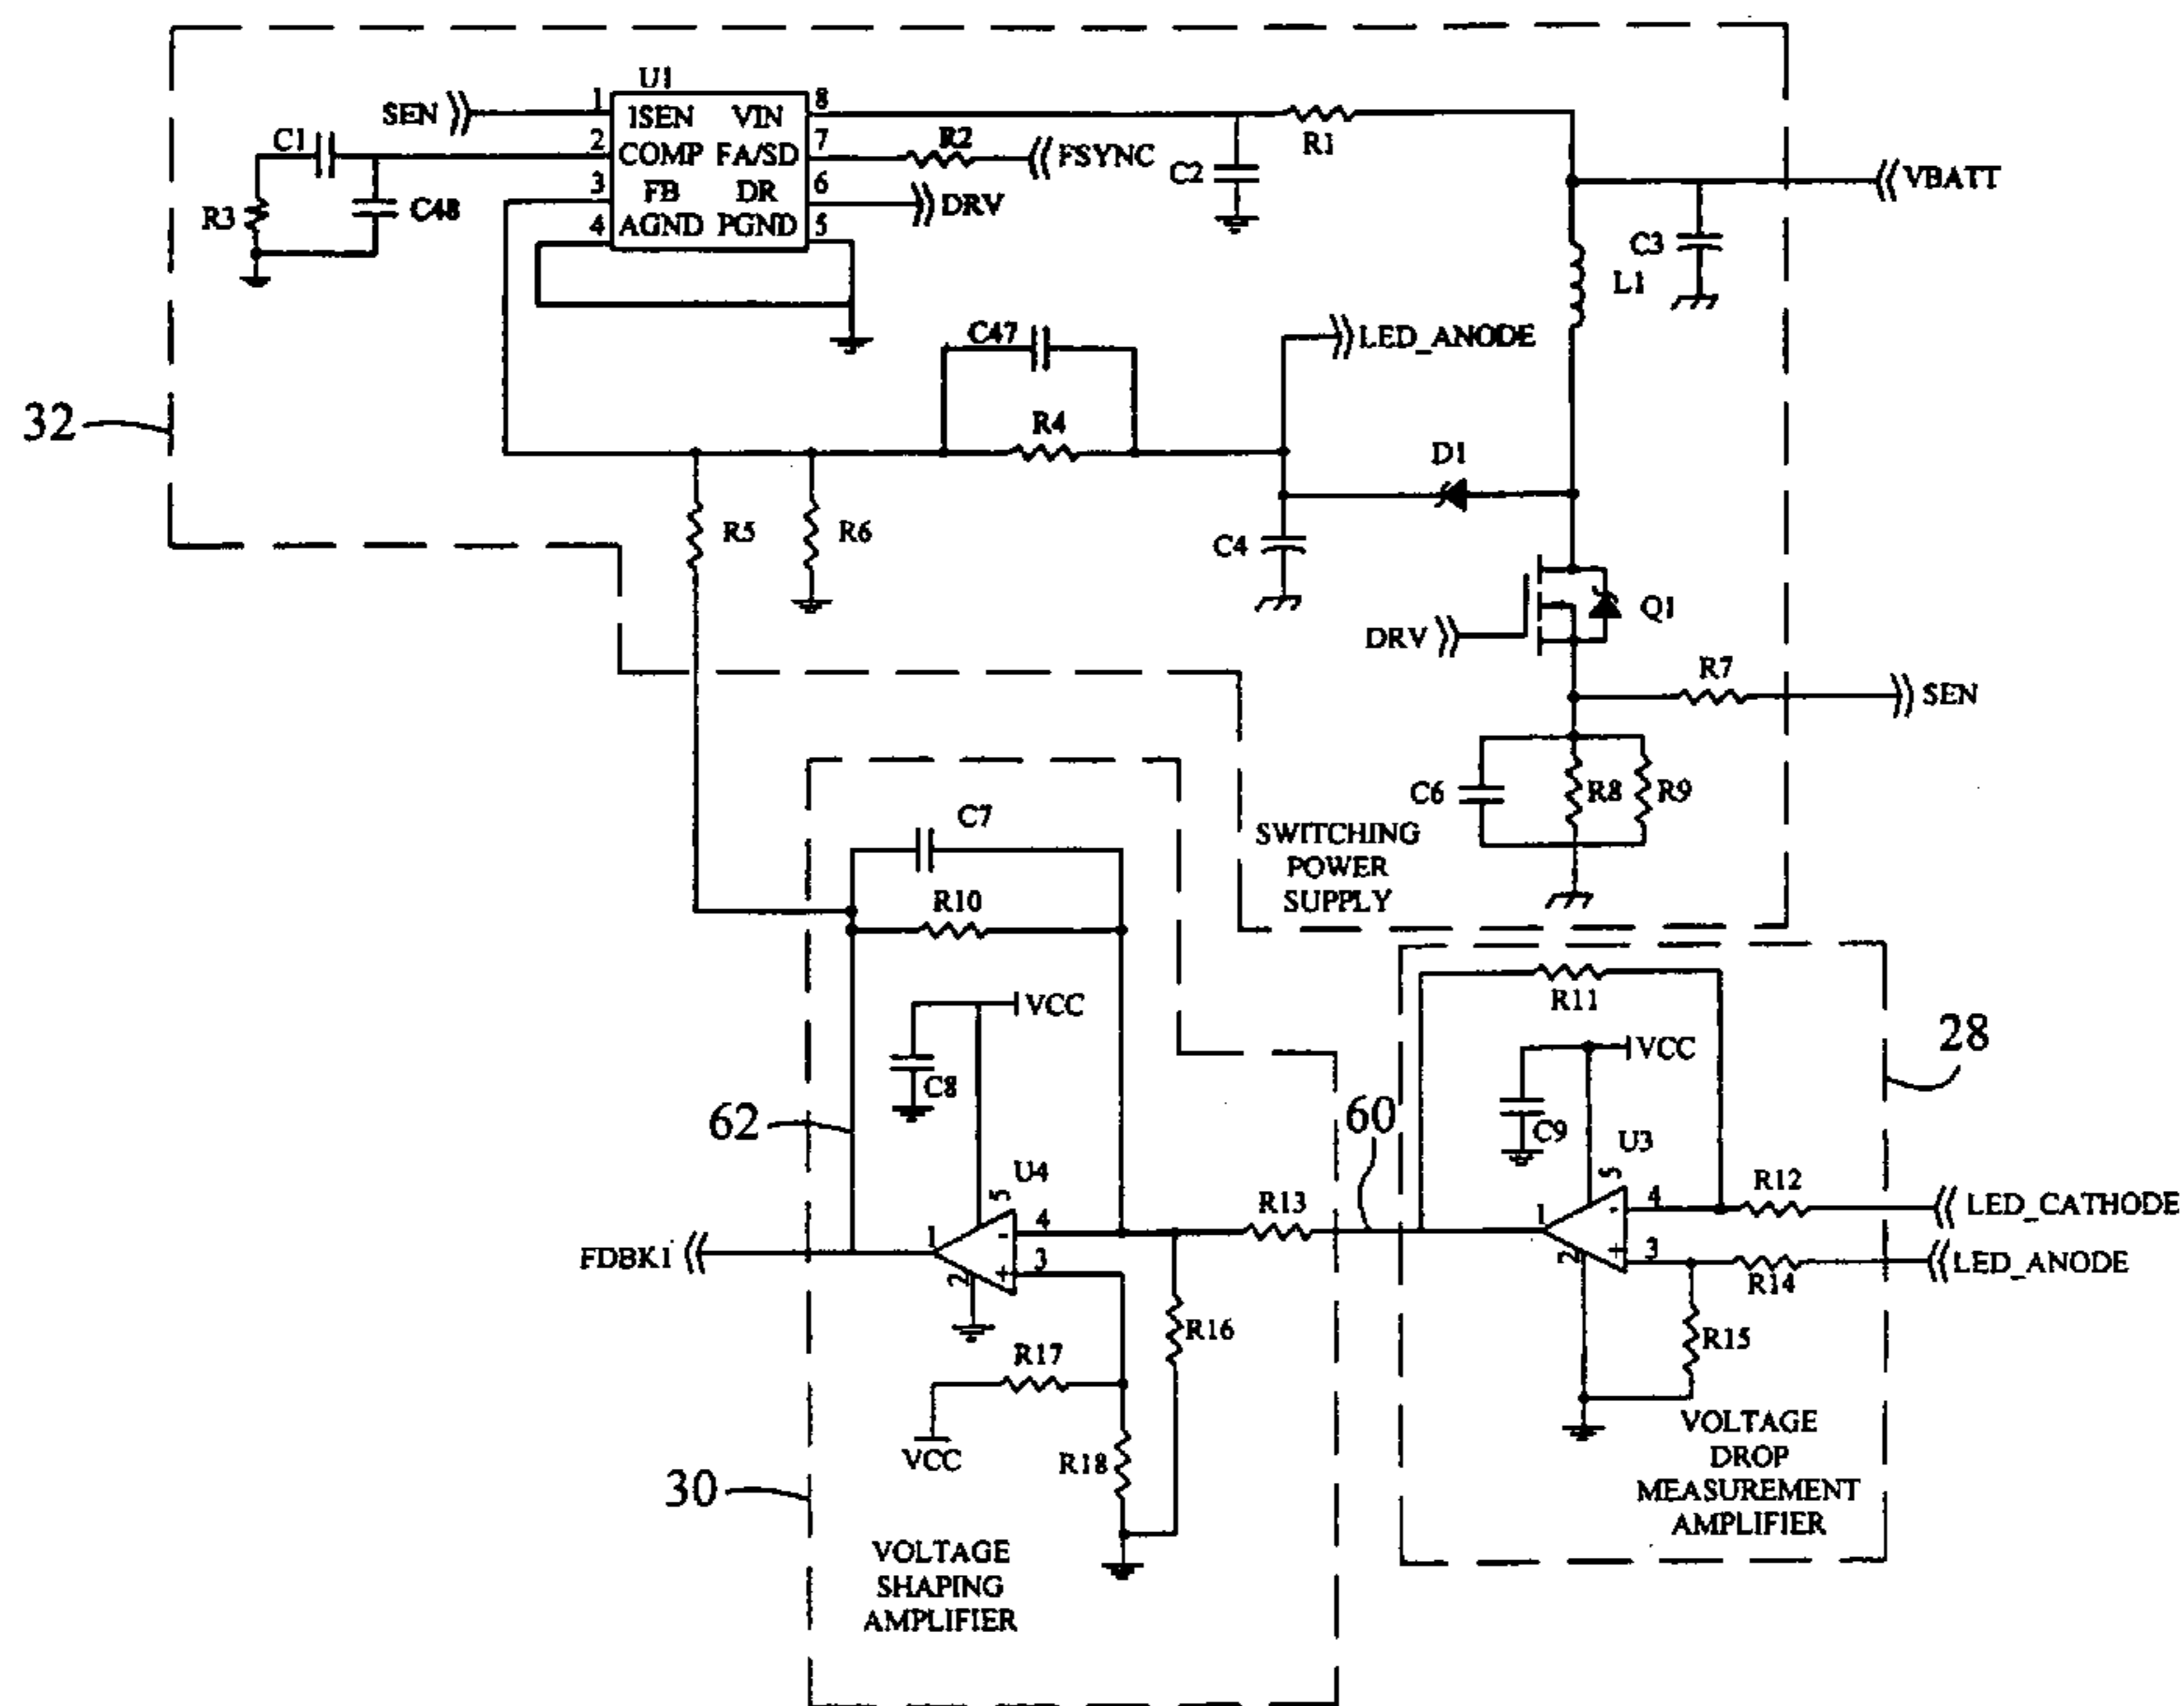 U1
SEN
1 ISEN VIN 8
2 COMP FA/SD 7
3 FB DR 6
4 AGND PGND 5
C1
R3
C48
R2
FSYNC
DRV
C2
R1
VBATT
C3
L1
C47
LED_ANODE
R4
32
D1
R5
R6
C4
Q1
DRV
R7
SEN
C6
R8
R9
SWITCHING
POWER
SUPPLY
C7
R10
VCC
C8
62
U4
5
4
-
1
3
+
2
FDBK1
R13
60
R16
R17
VCC
R18
30
VOLTAGE
SHAPING
AMPLIFIER
R11
VCC
28
C9
U3
5
4
-
1
3
+
2
R12
LED_CATHODE
LED_ANODE
R14
R15
VOLTAGE
DROP
MEASUREMENT
AMPLIFIER